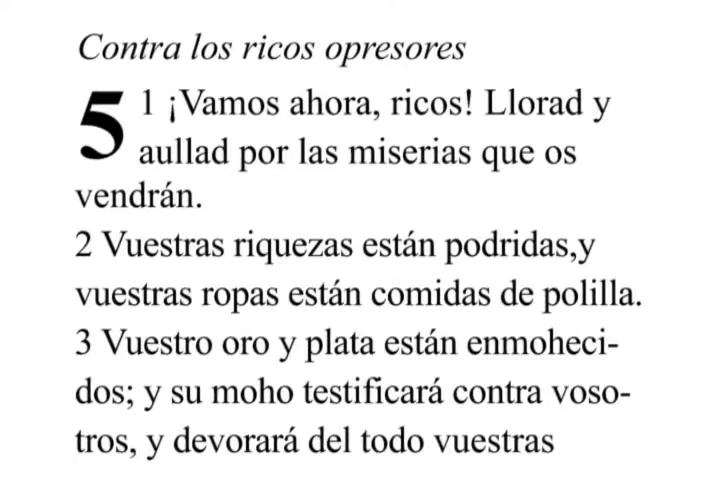 Contra los ricos opresores
5 1 ¡Vamos ahora, ricos! Llorad y
aullad por las miserias que os
vendrán.
2 Vuestras riquezas están podridas,y
vuestras ropas están comidas de polilla.
3 Vuestro oro y plata están enmoheci-
dos; y su moho testificará contra voso-
tros, y devorará del todo vuestras